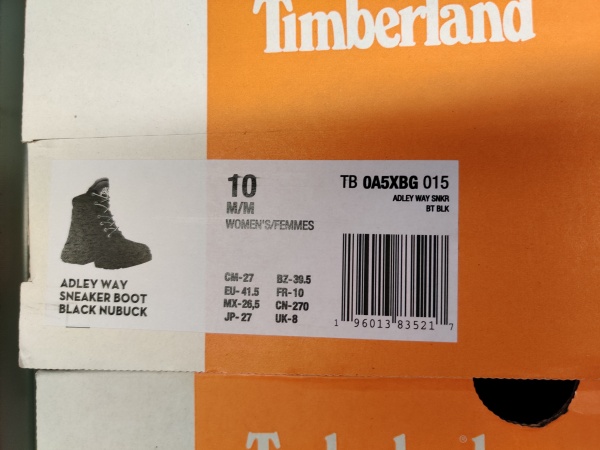 Timberland
10
M/M
WOMEN'S/FEMMES
TB 0A5XBG 015
ADLEY WAY SNKR
BT BLK
ADLEY WAY
SNEAKER BOOT
BLACK NUBUCK
CM-27 BZ-39.5
EU-41.5 FR-10
MX-26,5 CN-270
JP-27 UK-8
1 96013 83521 7
Timberland®